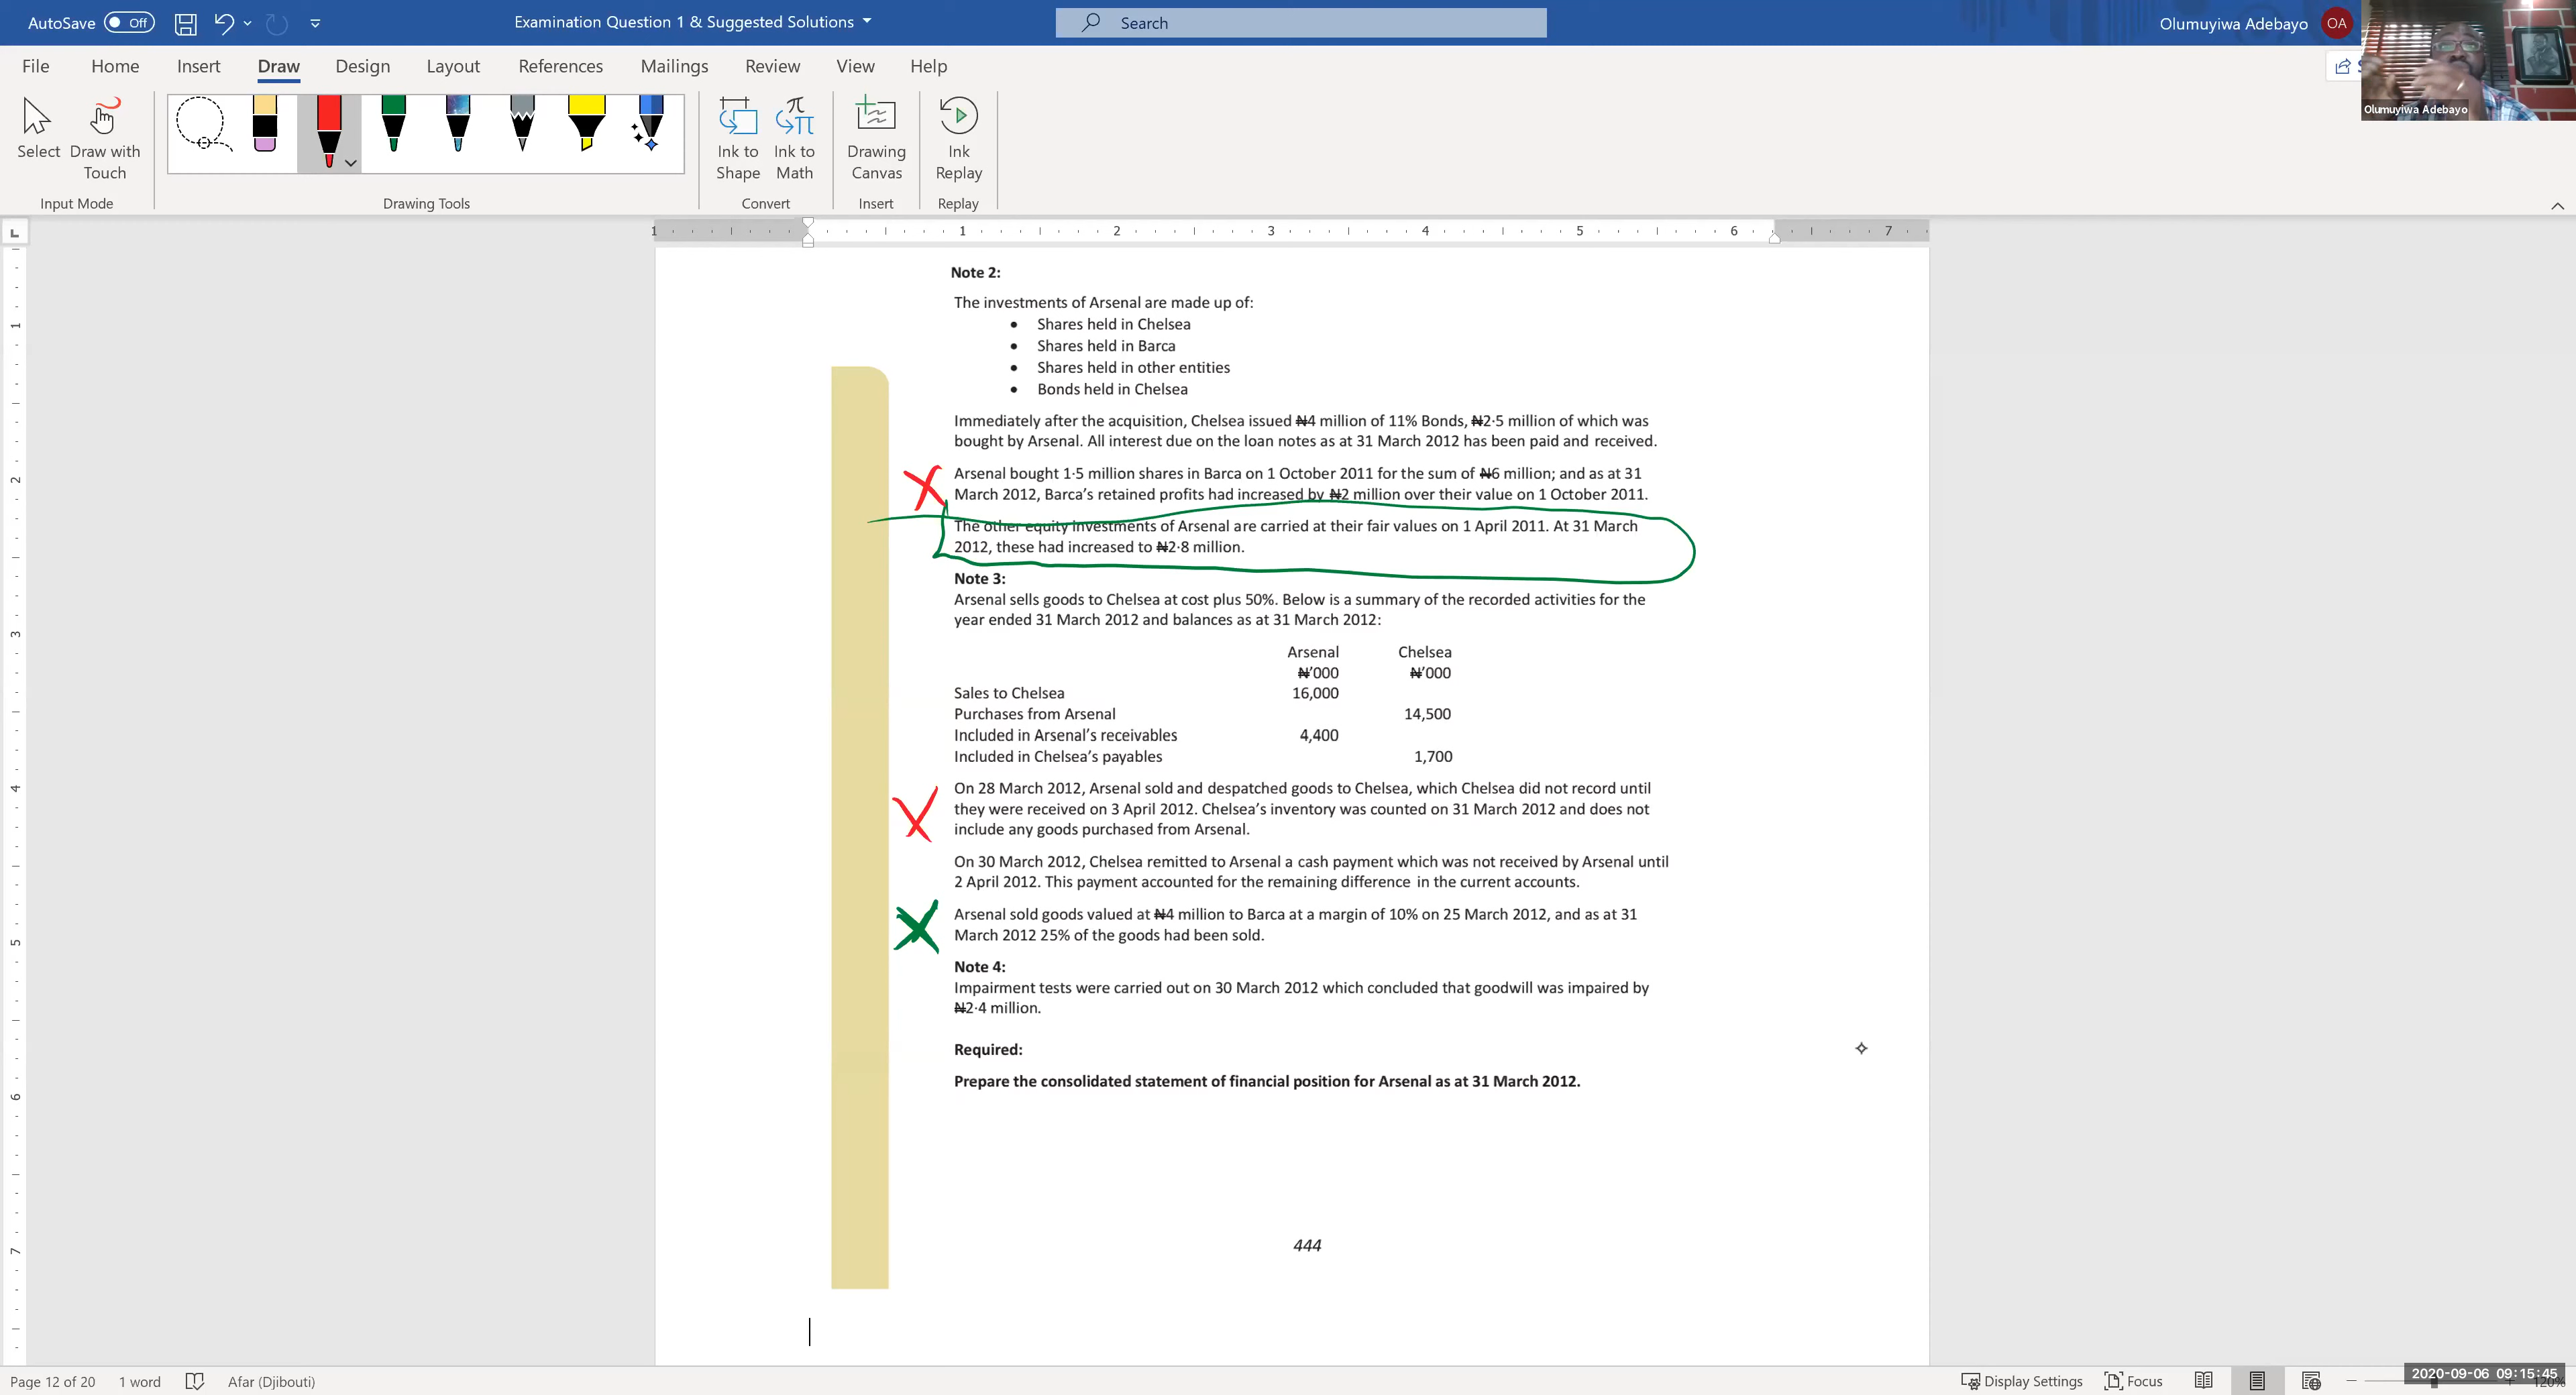 AutoSave Off
Examination Question 1 & Suggested Solutions
Search
Olumuyiwa Adebayo OA
File Home Insert Draw Design Layout References Mailings Review View Help
Olumuyiwa Adebayo
Select
Draw with Touch
Ink to Shape
Ink to Math
Drawing Canvas
Ink Replay
Input Mode Drawing Tools Convert Insert Replay
L
1 1 2 3 4 5 6 7
1
2
3
4
5
6
7
Note 2:
The investments of Arsenal are made up of:
• Shares held in Chelsea
• Shares held in Barca
• Shares held in other entities
• Bonds held in Chelsea
Immediately after the acquisition, Chelsea issued ₦4 million of 11% Bonds, ₦2·5 million of which was
bought by Arsenal. All interest due on the loan notes as at 31 March 2012 has been paid and received.
Arsenal bought 1·5 million shares in Barca on 1 October 2011 for the sum of ₦6 million; and as at 31
March 2012, Barca’s retained profits had increased by ₦2 million over their value on 1 October 2011.
The other equity investments of Arsenal are carried at their fair values on 1 April 2011. At 31 March
2012, these had increased to ₦2·8 million.
Note 3:
Arsenal sells goods to Chelsea at cost plus 50%. Below is a summary of the recorded activities for the
year ended 31 March 2012 and balances as at 31 March 2012:
Arsenal Chelsea
₦’000 ₦’000
Sales to Chelsea 16,000
Purchases from Arsenal 14,500
Included in Arsenal’s receivables 4,400
Included in Chelsea’s payables 1,700
On 28 March 2012, Arsenal sold and despatched goods to Chelsea, which Chelsea did not record until
they were received on 3 April 2012. Chelsea’s inventory was counted on 31 March 2012 and does not
include any goods purchased from Arsenal.
On 30 March 2012, Chelsea remitted to Arsenal a cash payment which was not received by Arsenal until
2 April 2012. This payment accounted for the remaining difference in the current accounts.
Arsenal sold goods valued at ₦4 million to Barca at a margin of 10% on 25 March 2012, and as at 31
March 2012 25% of the goods had been sold.
Note 4:
Impairment tests were carried out on 30 March 2012 which concluded that goodwill was impaired by
₦2·4 million.
Required:
Prepare the consolidated statement of financial position for Arsenal as at 31 March 2012.
444
Page 12 of 20 1 word Afar (Djibouti) Display Settings Focus 120%
2020-09-06 09:15:45